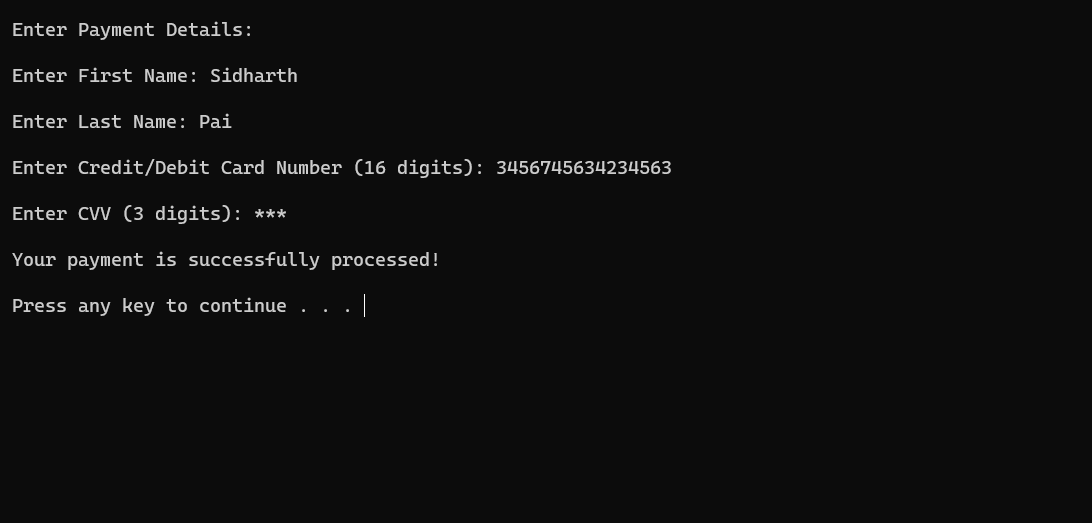 Enter Payment Details:
Enter First Name: Sidharth
Enter Last Name: Pai
Enter Credit/Debit Card Number (16 digits): 3456745634234563
Enter CVV (3 digits): ***
Your payment is successfully processed!
Press any key to continue . . .